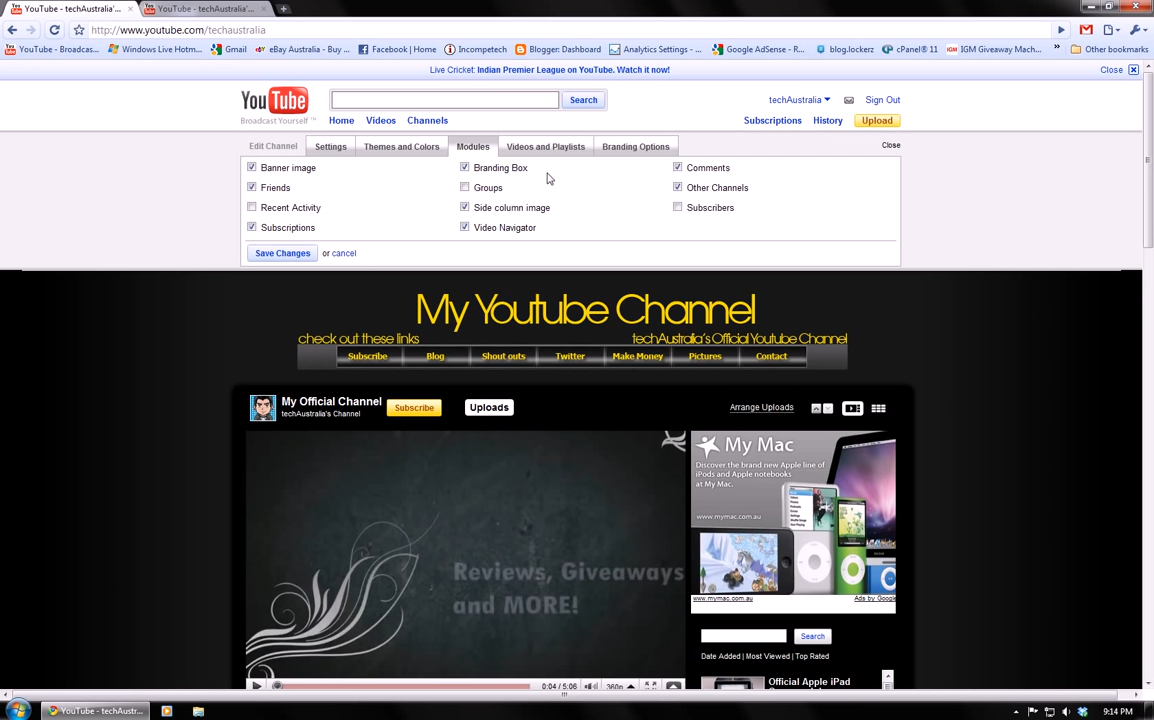 YouTube - techAustralia'...
YouTube - techAustralia'...
http://www.youtube.com/techaustralia
YouTube - Broadcas... Windows Live Hotm... Gmail eBay Australia - Buy ... Facebook | Home Incompetech Blogger: Dashboard Analytics Settings - ... Google AdSense - R... blog.lockerz cPanel® 11 IGM Giveaway Mach... » Other bookmarks
Live Cricket: Indian Premier League on YouTube. Watch it now! Close
YouTube Search techAustralia Sign Out
Broadcast Yourself ™ Home Videos Channels Subscriptions History Upload
Edit Channel Settings Themes and Colors Modules Videos and Playlists Branding Options Close
Banner image Branding Box Comments
Friends Groups Other Channels
Recent Activity Side column image Subscribers
Subscriptions Video Navigator
Save Changes or cancel
My Youtube Channel
check out these links techAustralia's Official Youtube Channel
Subscribe Blog Shout outs Twitter Make Money Pictures Contact
My Official Channel
techAustralia's Channel
Subscribe Uploads Arrange Uploads
My Mac
Discover the brand new Apple line of
iPods and Apple notebooks
at My Mac.
www.mymac.com.au
Reviews, Giveaways
and MORE!
www.mymac.com.au Ads by Google
Search
Date Added | Most Viewed | Top Rated
Official Apple iPad
0:04 / 5:06 360p
YouTube - techAustr... 9:14 PM